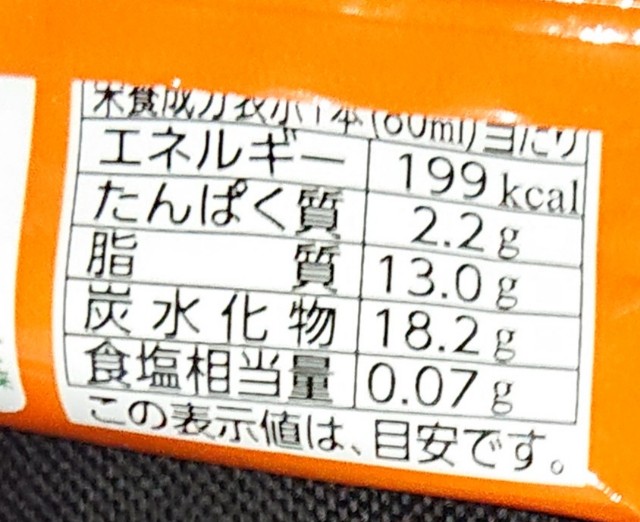 栄養成分表示1本(80ml)当たり
エネルギー 199kcal
たんぱく質 2.2g
脂質 13.0g
炭水化物 18.2g
食塩相当量 0.07g
この表示値は、目安です。